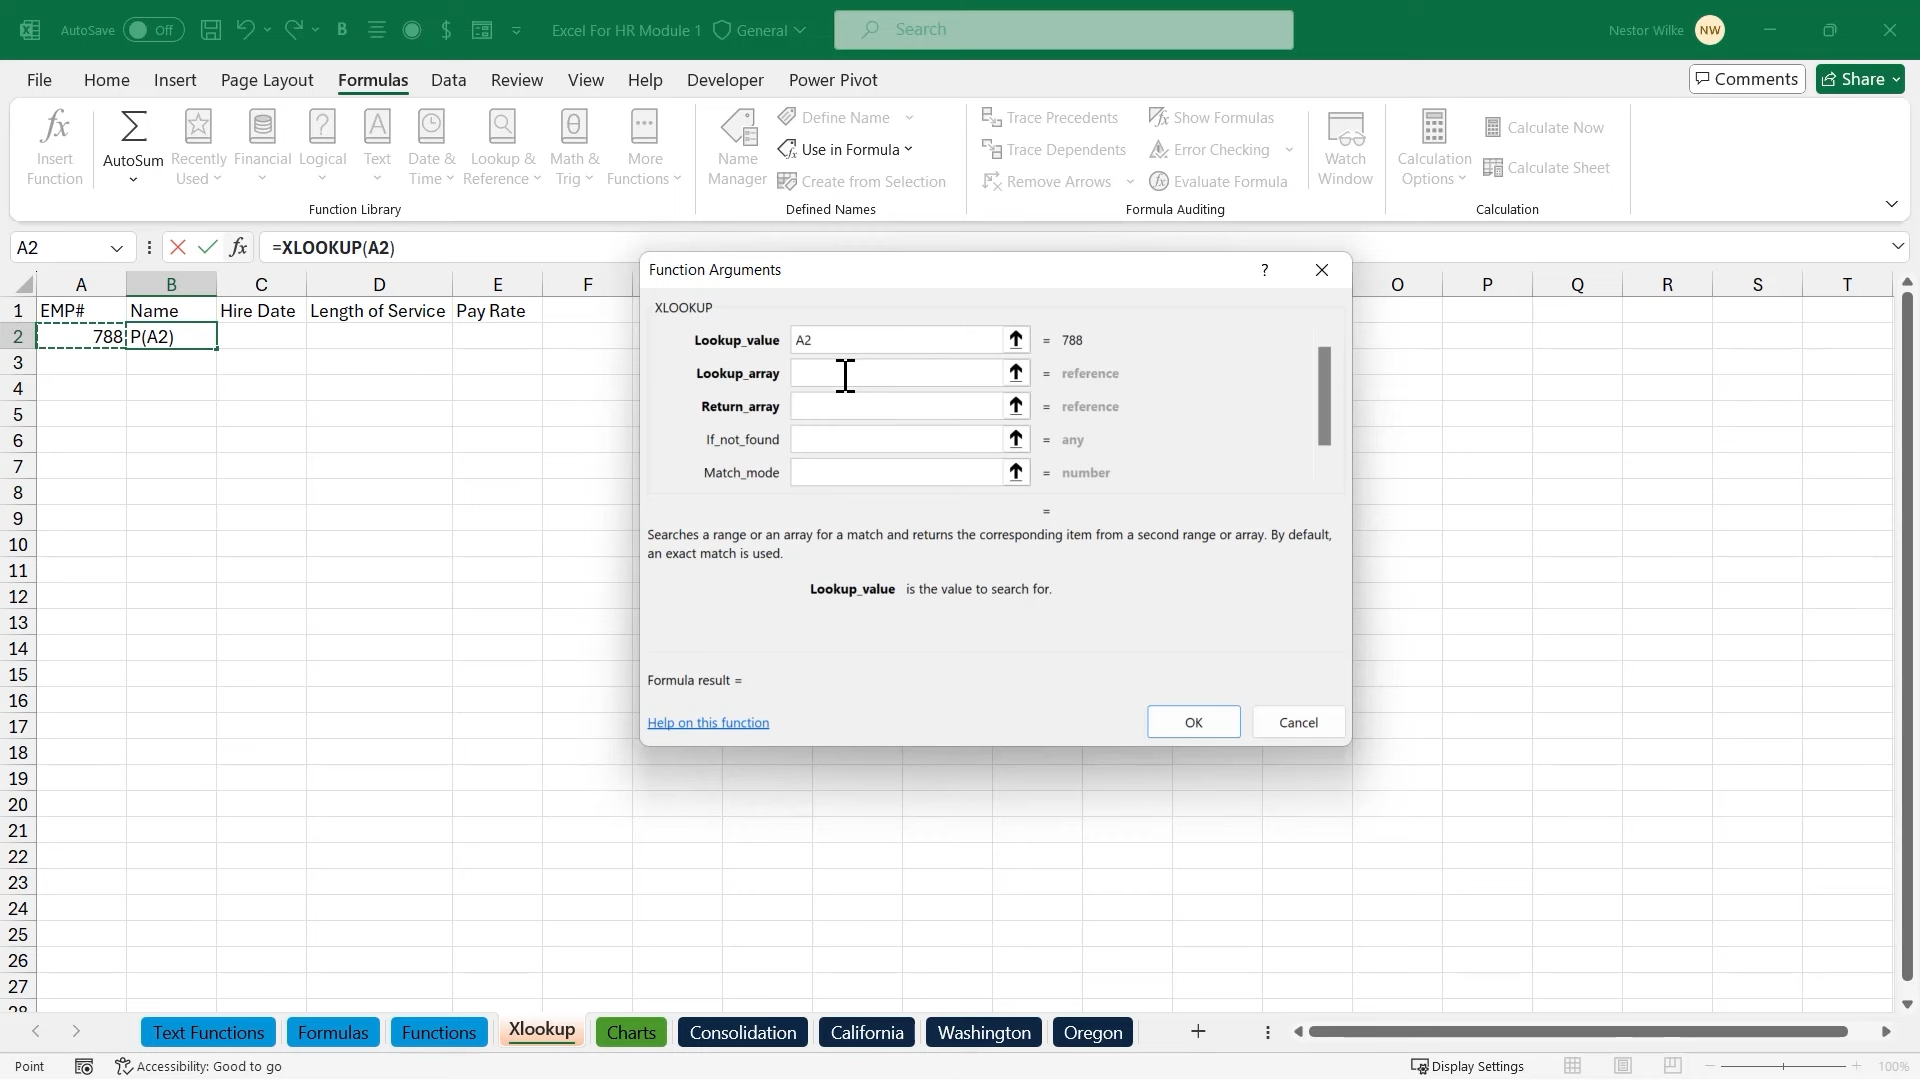 AutoSave Off B $ Excel For HR Module 1 General Search Nestor Wilke NW
File Home Insert Page Layout Formulas Data Review View Help Developer Power Pivot Comments Share
fx Insert Function
Σ AutoSum
Recently Used
Financial
? Logical
A Text
Date & Time
Lookup & Reference
θ Math & Trig
More Functions
Function Library
Name Manager
Define Name
Use in Formula
Create from Selection
Defined Names
Trace Precedents
Trace Dependents
Remove Arrows
Show Formulas
Error Checking
Evaluate Formula
Formula Auditing
Watch Window
Calculation Options
Calculate Now
Calculate Sheet
Calculation
A2 fx =XLOOKUP(A2)
A B C D E F O P Q R S T
1 EMP# Name Hire Date Length of Service Pay Rate
2 788 P(A2)
3
4
5
6
7
8
9
10
11
12
13
14
15
16
17
18
19
20
21
22
23
24
25
26
27
28
Function Arguments ?
XLOOKUP
Lookup_value A2 = 788
Lookup_array = reference
Return_array = reference
If_not_found = any
Match_mode = number
=
Searches a range or an array for a match and returns the corresponding item from a second range or array. By default,
an exact match is used.
Lookup_value is the value to search for.
Formula result =
Help on this function OK Cancel
Text Functions Formulas Functions Xlookup Charts Consolidation California Washington Oregon +
Point Accessibility: Good to go Display Settings 100%